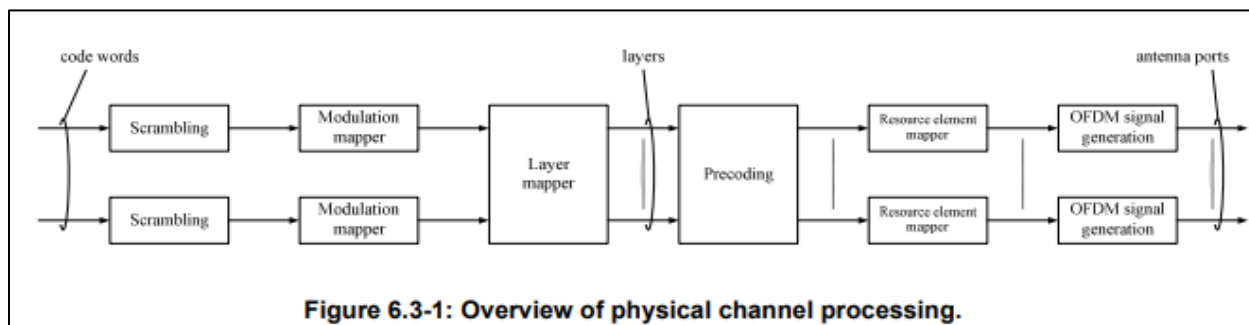 code words
layers
antenna ports
Scrambling
Modulation
mapper
Layer
mapper
Precoding
Resource element
mapper
OFDM signal
generation
Scrambling
Modulation
mapper
Resource element
mapper
OFDM signal
generation
Figure 6.3-1: Overview of physical channel processing.